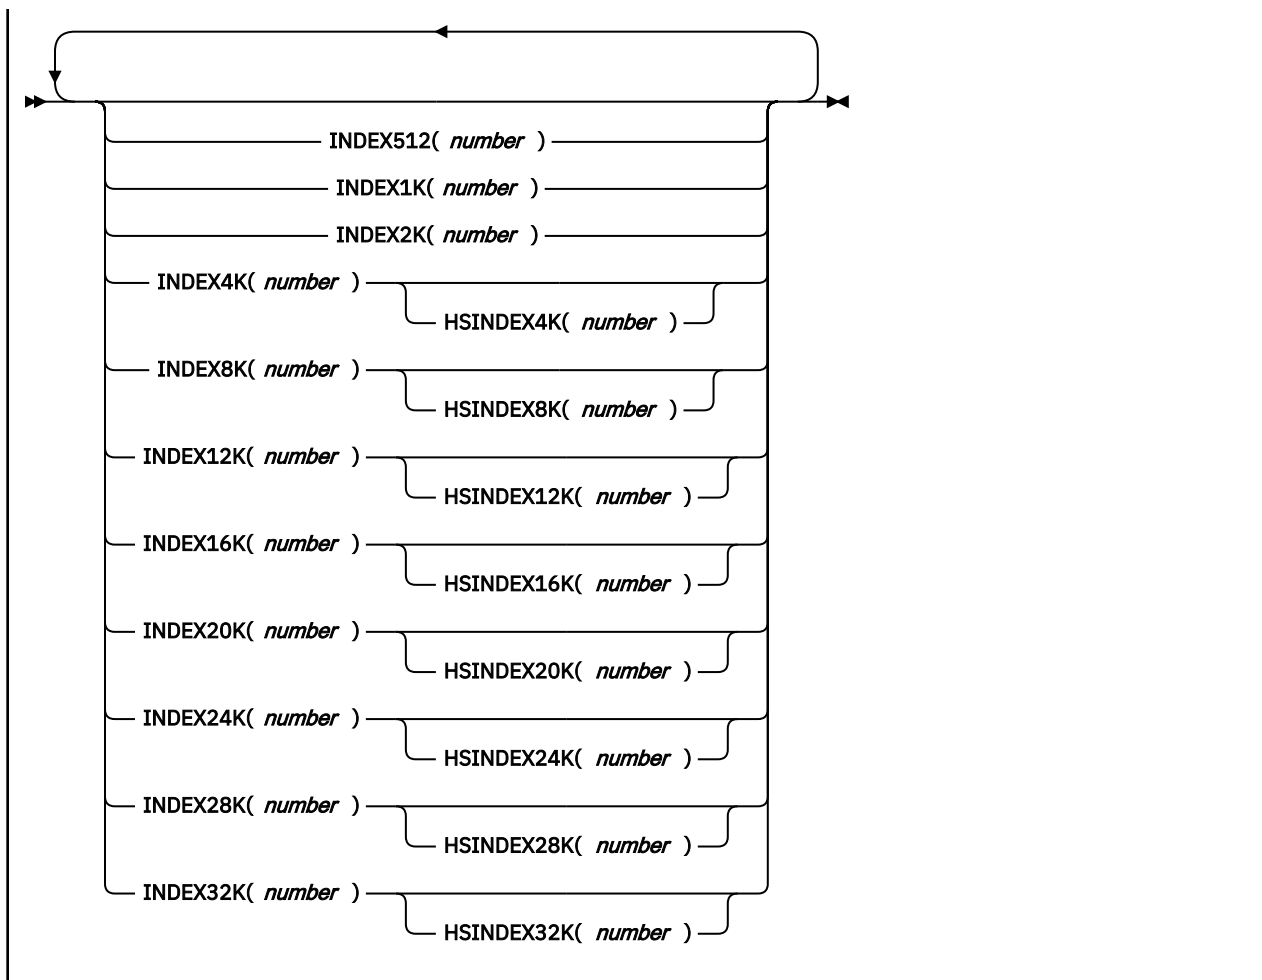 INDEX512( number )
INDEX1K( number )
INDEX2K( number )
INDEX4K( number )
HSINDEX4K( number )
INDEX8K( number )
HSINDEX8K( number )
INDEX12K( number )
HSINDEX12K( number )
INDEX16K( number )
HSINDEX16K( number )
INDEX20K( number )
HSINDEX20K( number )
INDEX24K( number )
HSINDEX24K( number )
INDEX28K( number )
HSINDEX28K( number )
INDEX32K( number )
HSINDEX32K( number )